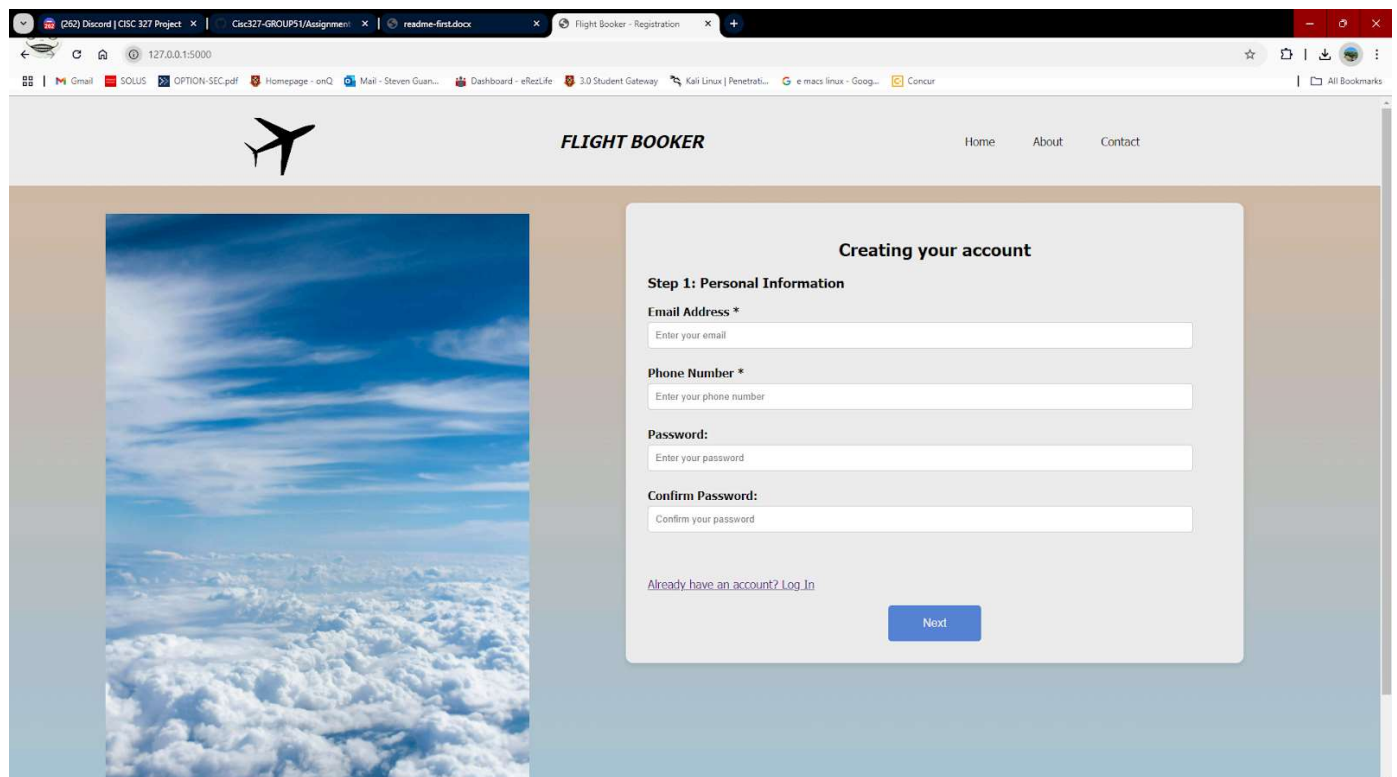 (262) Discord | CISC 327 Project
Cisc327-GROUP51/Assignment
readme-first.docx
Flight Booker - Registration
127.0.0.1:5000
Gmail
SOLUS
OPTION-SEC.pdf
Homepage - onQ
Mail - Steven Guan...
Dashboard - eRezLife
3.0 Student Gateway
Kali Linux | Penetrati...
e macs linux - Goog...
Concur
All Bookmarks
FLIGHT BOOKER
Home
About
Contact
Creating your account
Step 1: Personal Information
Email Address *
Enter your email
Phone Number *
Enter your phone number
Password:
Enter your password
Confirm Password:
Confirm your password
Already have an account? Log In
Next